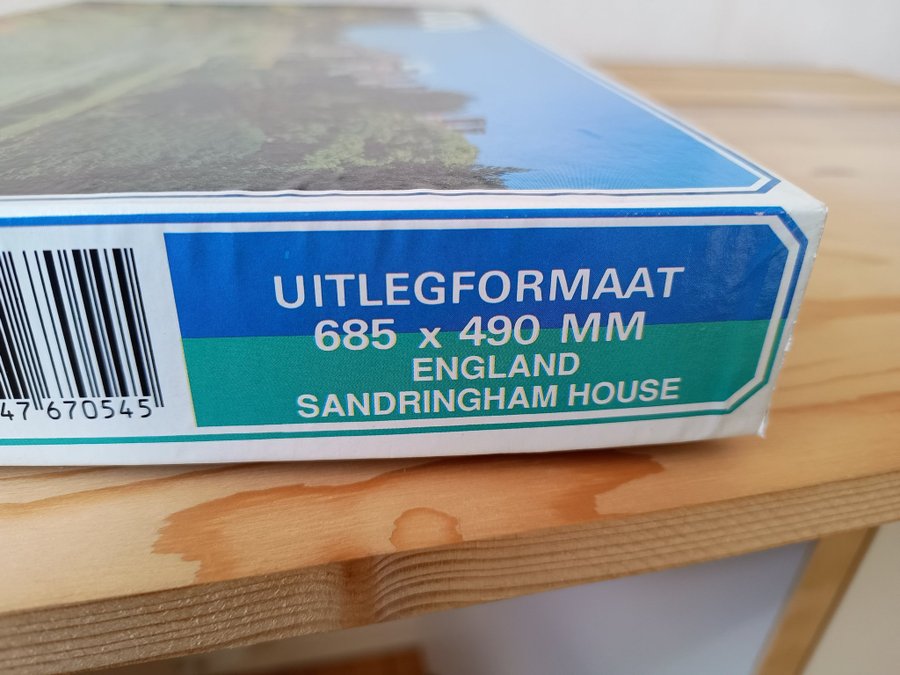 UITLEGFORMAAT
685 x 490 MM
ENGLAND
SANDRINGHAM HOUSE
47 670545